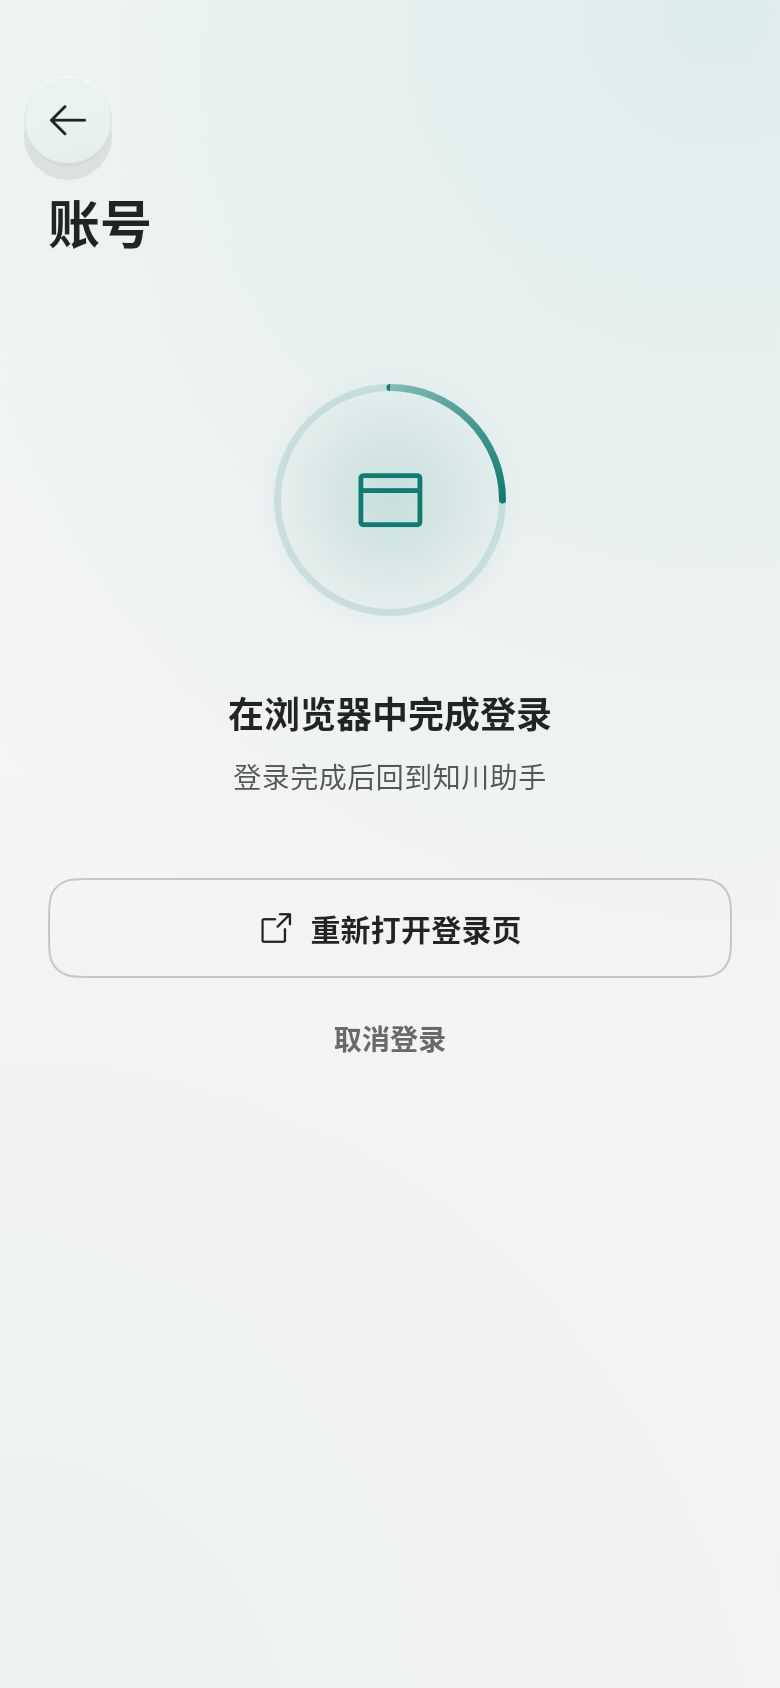 账号
在浏览器中完成登录
登录完成后回到知川助手
重新打开登录页
取消登录